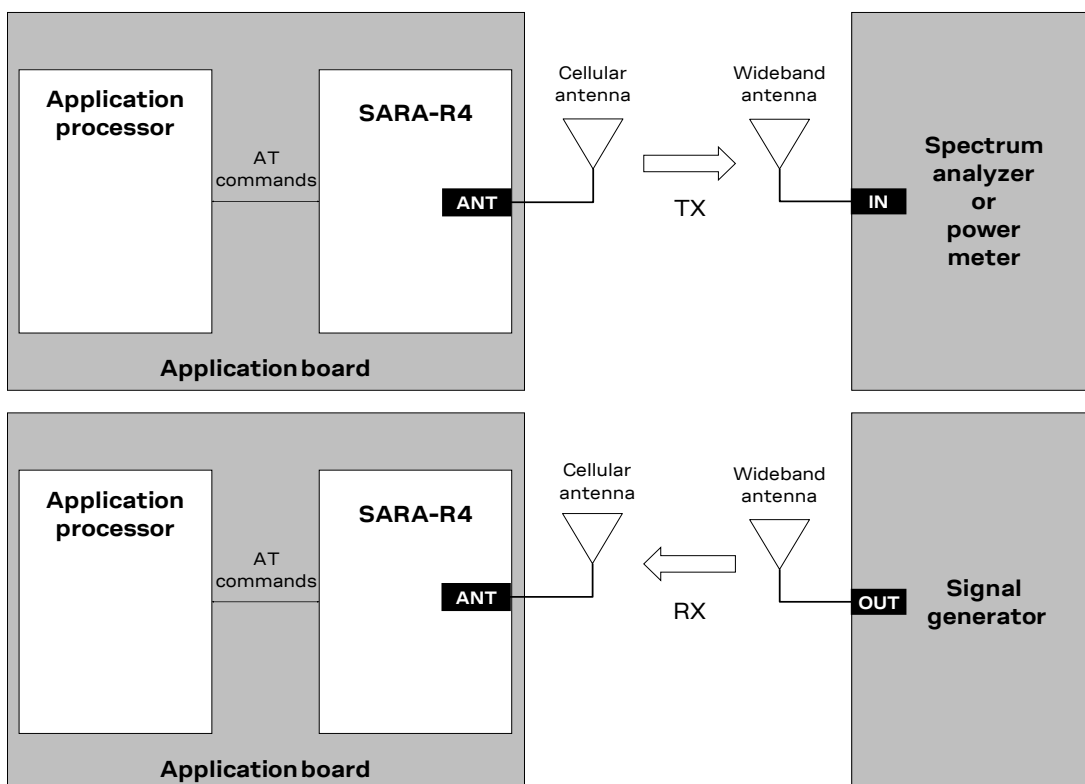 Application
processor
AT
commands
SARA-R4
ANT
Application board
Cellular
antenna
TX
Wideband
antenna
IN
Spectrum
analyzer
or
power
meter
Application
processor
AT
commands
SARA-R4
ANT
Application board
Cellular
antenna
RX
Wideband
antenna
OUT
Signal
generator